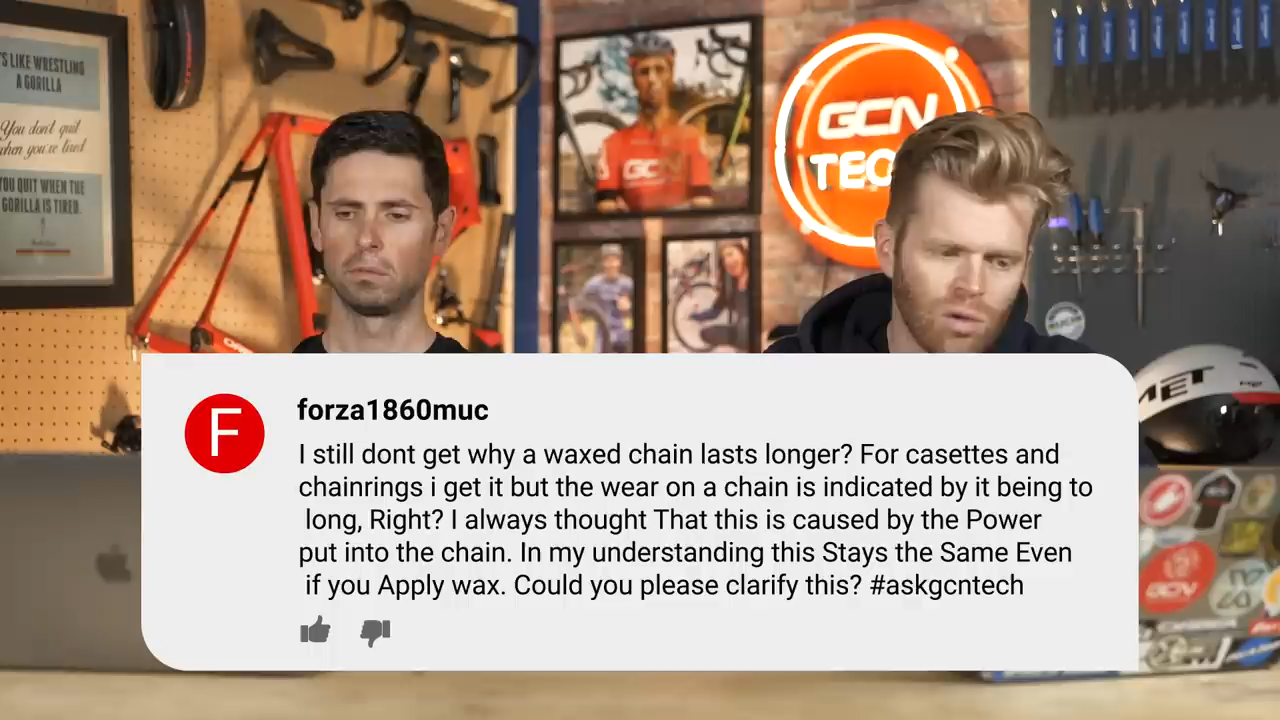 'S LIKE WRESTLING
A GORILLA
You don't quit
when you're tired
YOU QUIT WHEN THE
GORILLA IS TIRED.
GCN
GCN
TEC
MET
F
forza1860muc
I still dont get why a waxed chain lasts longer? For casettes and
chainrings i get it but the wear on a chain is indicated by it being to
long, Right? I always thought That this is caused by the Power
put into the chain. In my understanding this Stays the Same Even
if you Apply wax. Could you please clarify this? #askgcntech
GCN